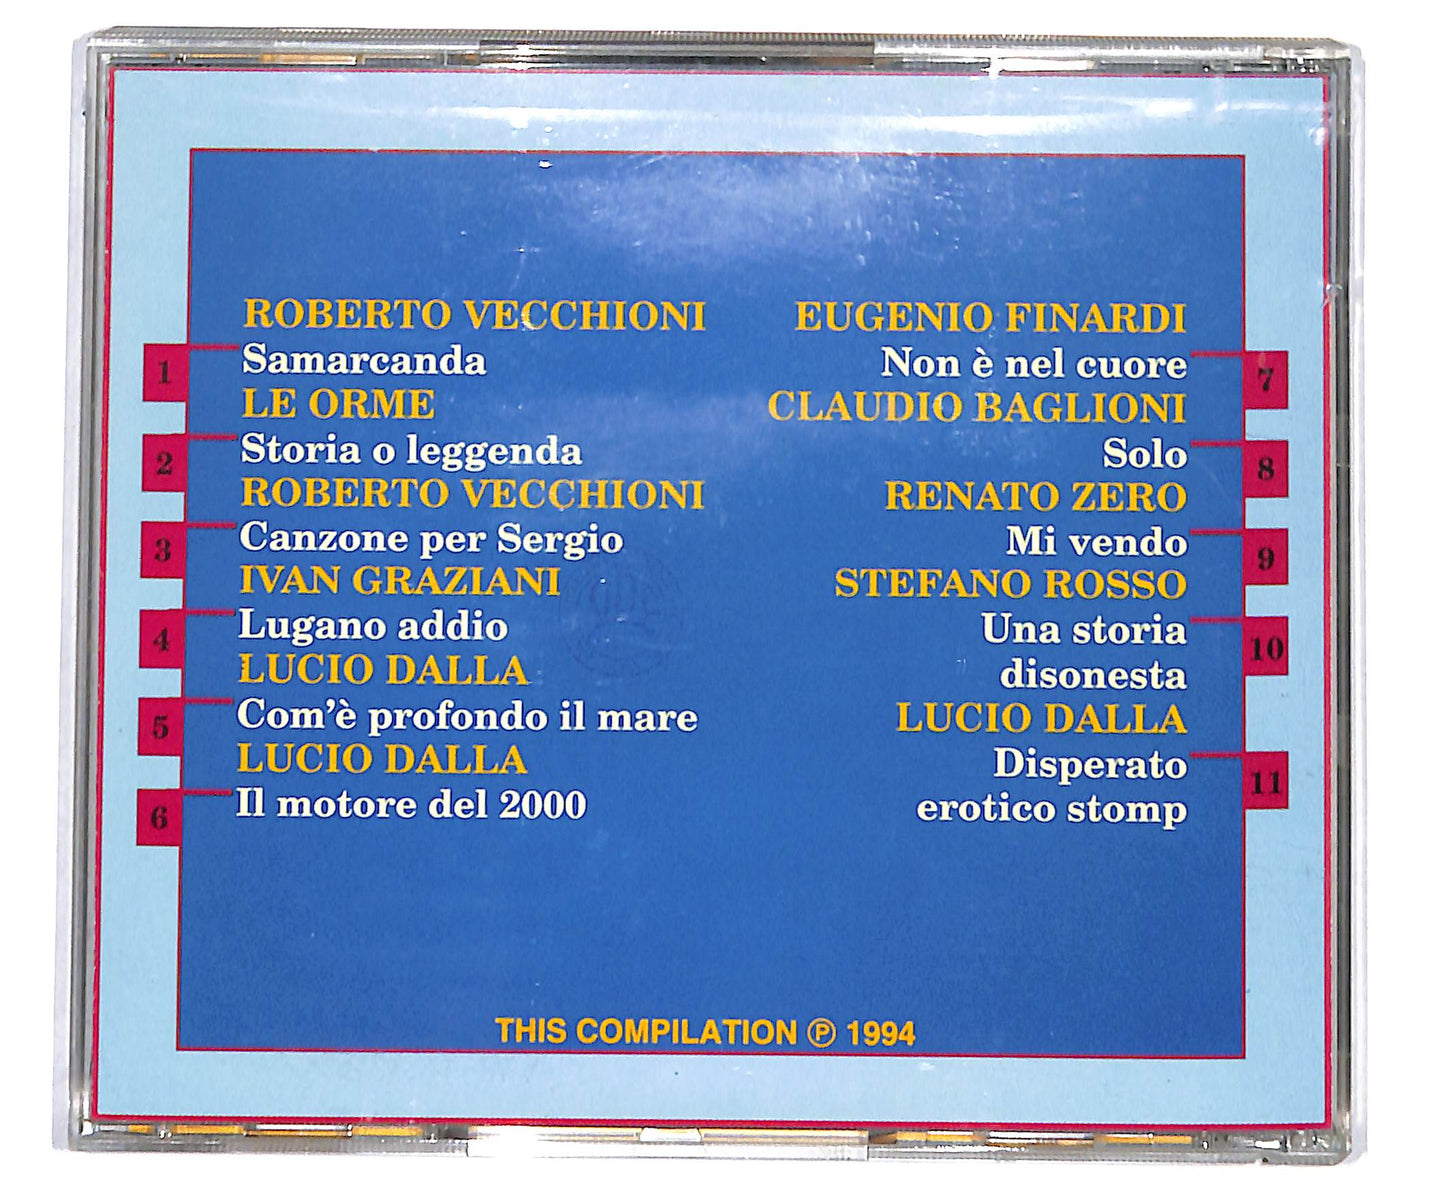 ROBERTO VECCHIONI
1 Samarcanda
LE ORME
2 Storia o leggenda
ROBERTO VECCHIONI
3 Canzone per Sergio
IVAN GRAZIANI
4 Lugano addio
LUCIO DALLA
5 Com'è profondo il mare
LUCIO DALLA
6 Il motore del 2000
EUGENIO FINARDI
Non è nel cuore 7
CLAUDIO BAGLIONI
Solo 8
RENATO ZERO
Mi vendo 9
STEFANO ROSSO
Una storia 10
disonesta
LUCIO DALLA
Disperato 11
erotico stomp
THIS COMPILATION ℗ 1994